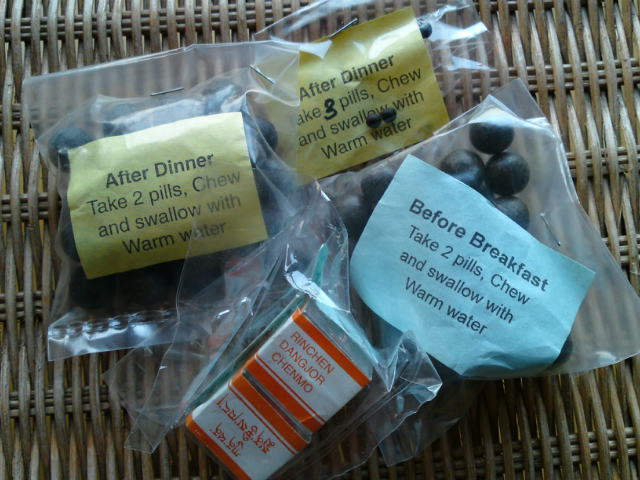 After Dinner
Take 2 pills, Chew
and swallow with
Warm water
After Dinner
ake 3 pills, Chew
and swallow with
Warm water
Before Breakfast
Take 2 pills, Chew
and swallow with
Warm water
RINCHEN
DANGJOR
CHENMO